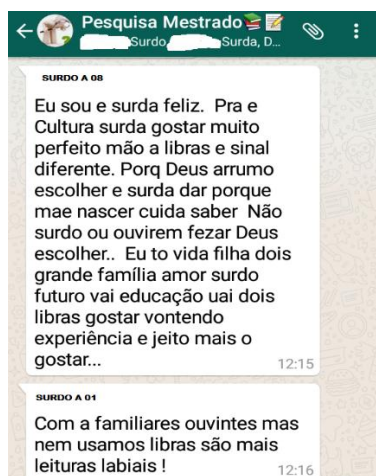 Pesquisa Mestrado
Surdo, Surda, D...
SURDO A 08
Eu sou e surda feliz. Pra e
Cultura surda gostar muito
perfeito mão a libras e sinal
diferente. Porq Deus arrumo
escolher e surda dar porque
mae nascer cuida saber Não
surdo ou ouvirem fezar Deus
escolher.. Eu to vida filha dois
grande família amor surdo
futuro vai educação uai dois
libras gostar vontendo
experiência e jeito mais o
gostar...
12:15
SURDO A 01
Com a familiares ouvintes mas
nem usamos libras são mais
leituras labiais !
12:16